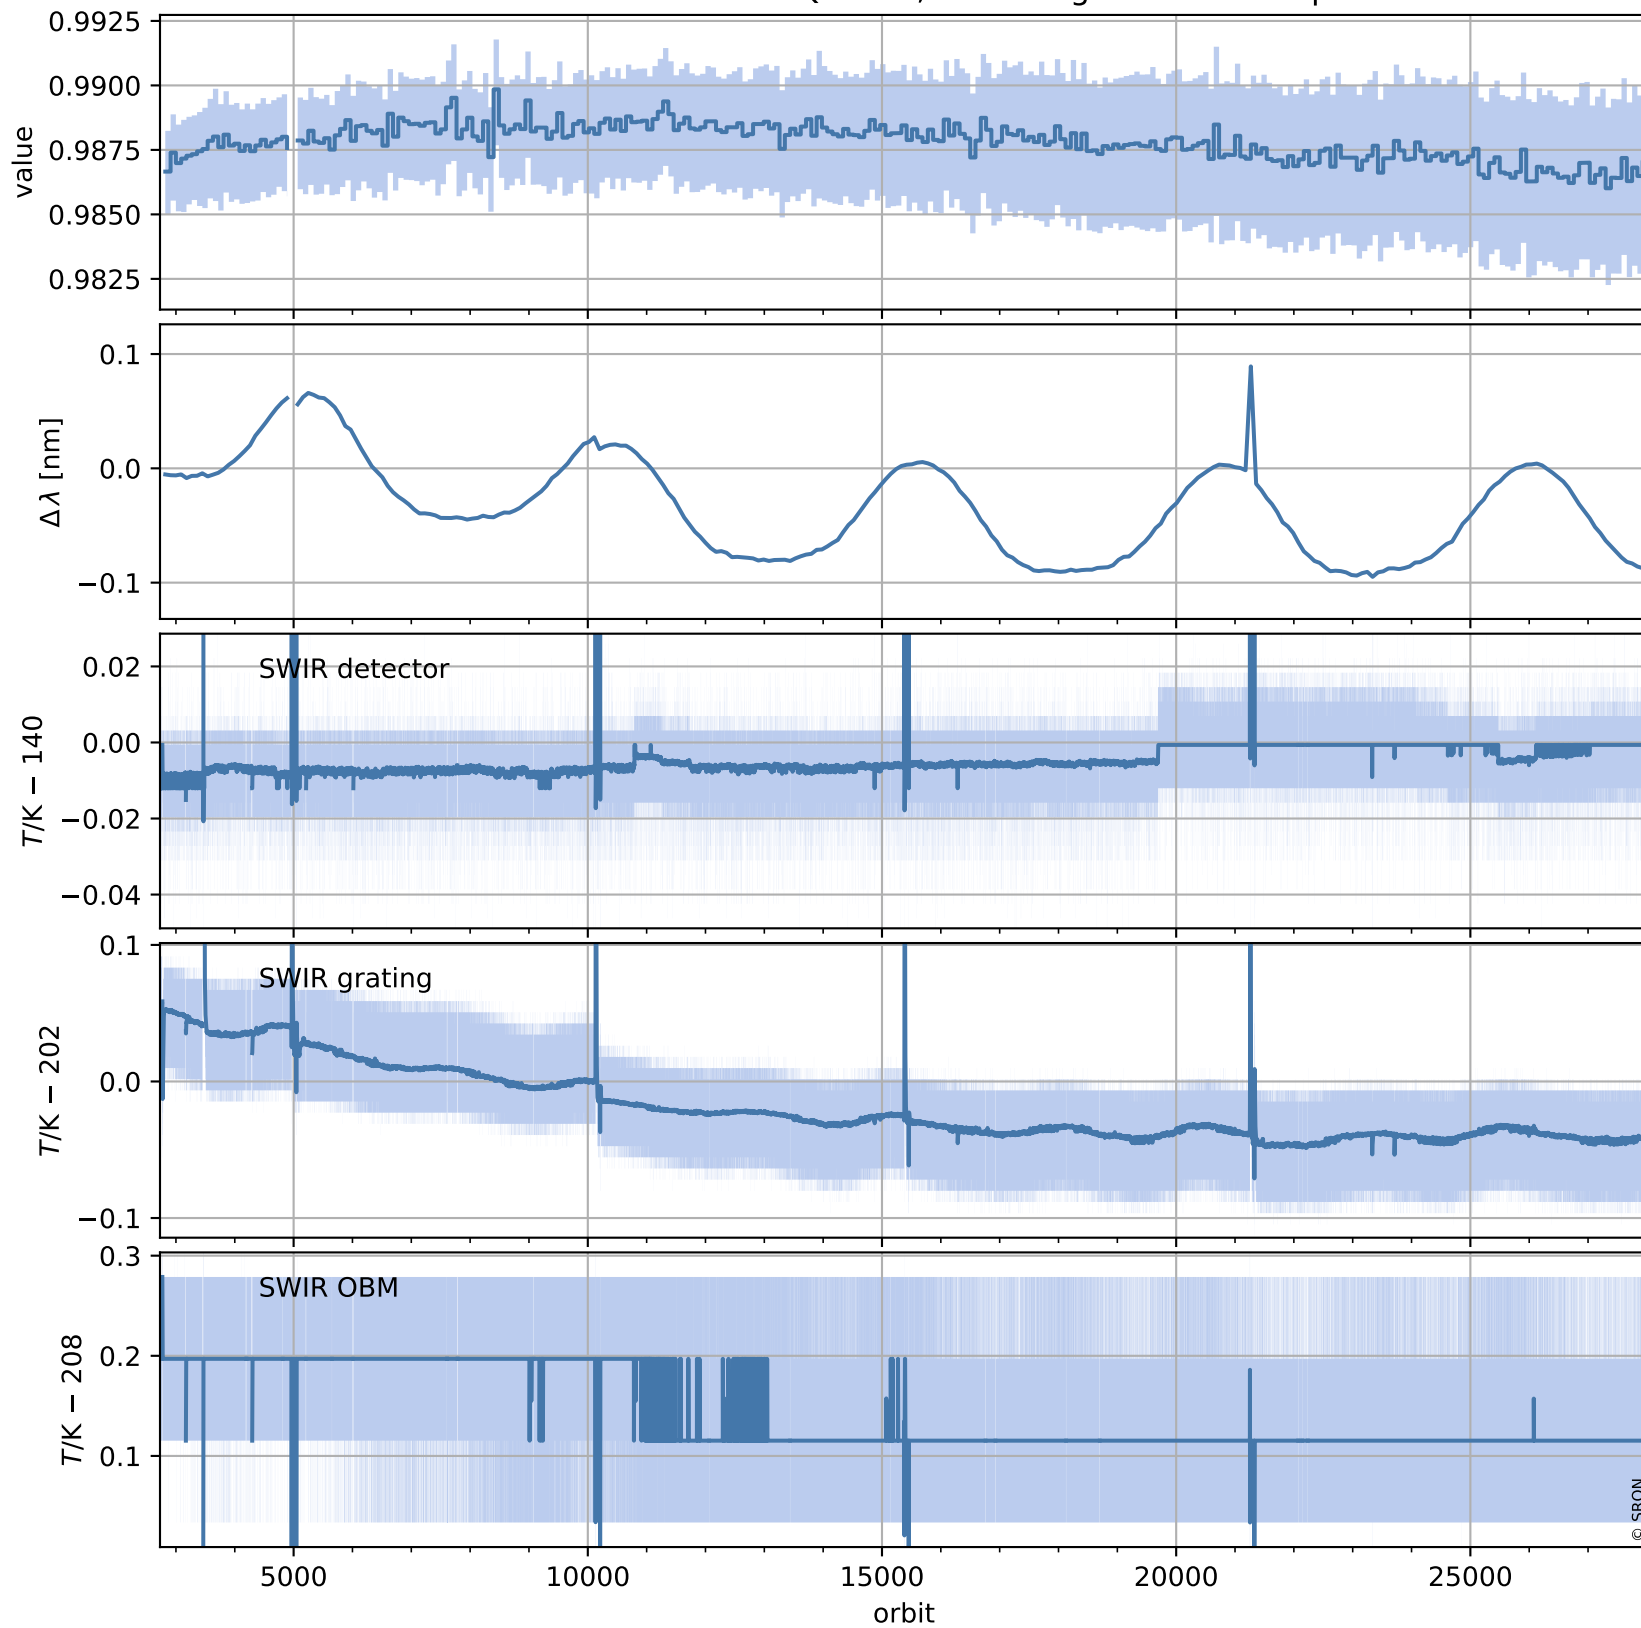 0.9925
0.9900
0.9875
0.9850
0.9825
value
0.1
0.0
−0.1
Δλ [nm]
SWIR detector
0.02
0.00
−0.02
−0.04
T/K − 140
SWIR grating
0.1
0.0
−0.1
T/K − 202
SWIR OBM
0.3
0.2
0.1
T/K − 208
© SRON
5000 10000 15000 20000 25000
orbit